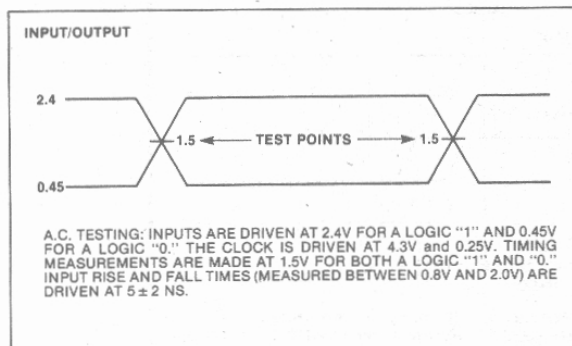 INPUT/OUTPUT
2.4
1.5 TEST POINTS 1.5
0.45
A.C. TESTING: INPUTS ARE DRIVEN AT 2.4V FOR A LOGIC “1” AND 0.45V
FOR A LOGIC “0.” THE CLOCK IS DRIVEN AT 4.3V and 0.25V. TIMING
MEASUREMENTS ARE MADE AT 1.5V FOR BOTH A LOGIC “1” AND “0.”
INPUT RISE AND FALL TIMES (MEASURED BETWEEN 0.8V AND 2.0V) ARE
DRIVEN AT 5 ± 2 NS.